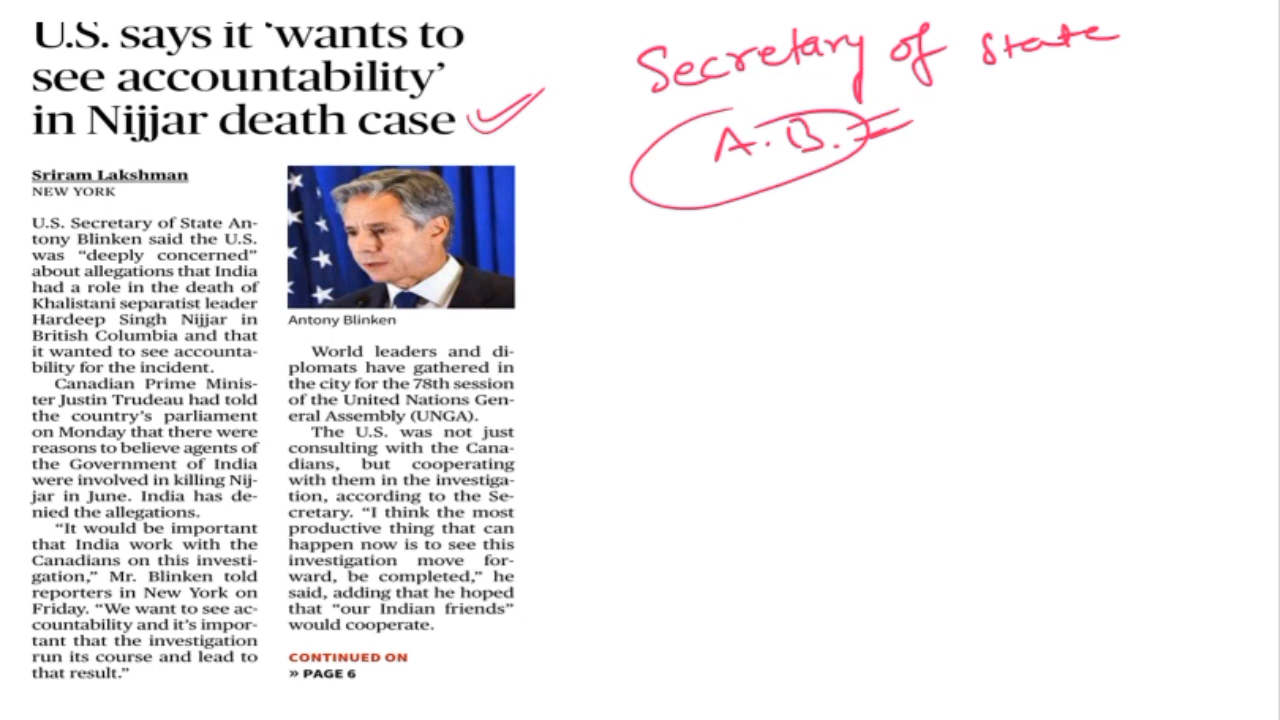 U.S. says it ‘wants to
see accountability’
in Nijjar death case
Sriram Lakshman
NEW YORK
U.S. Secretary of State An-
tony Blinken said the U.S.
was “deeply concerned”
about allegations that India
had a role in the death of
Khalistani separatist leader
Hardeep Singh Nijjar in
British Columbia and that
it wanted to see accounta-
bility for the incident.
Canadian Prime Minis-
ter Justin Trudeau had told
the country’s parliament
on Monday that there were
reasons to believe agents of
the Government of India
were involved in killing Nij-
jar in June. India has de-
nied the allegations.
“It would be important
that India work with the
Canadians on this investi-
gation,” Mr. Blinken told
reporters in New York on
Friday. “We want to see ac-
countability and it’s impor-
tant that the investigation
run its course and lead to
that result.”
Antony Blinken
World leaders and di-
plomats have gathered in
the city for the 78th session
of the United Nations Gen-
eral Assembly (UNGA).
The U.S. was not just
consulting with the Cana-
dians, but cooperating
with them in the investiga-
tion, according to the Se-
cretary. “I think the most
productive thing that can
happen now is to see this
investigation move for-
ward, be completed,” he
said, adding that he hoped
that “our Indian friends”
would cooperate.
CONTINUED ON
» PAGE 6
Secretary of state
A.B.